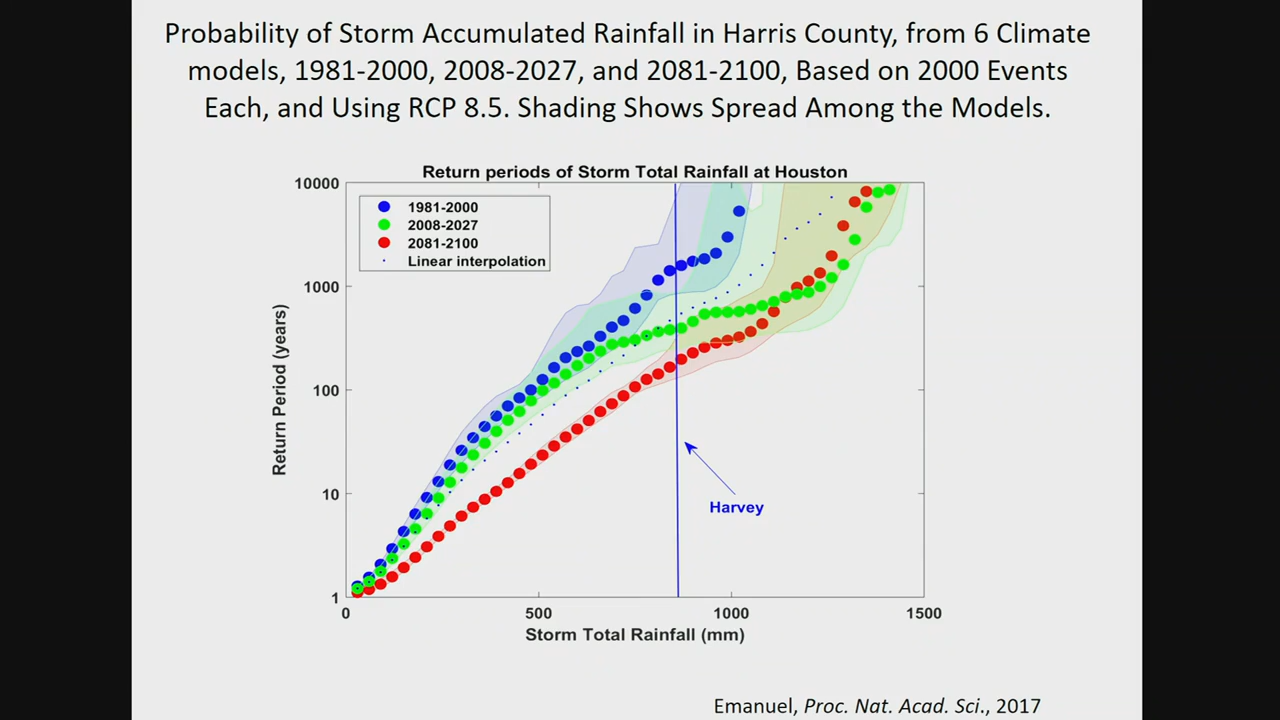 Probability of Storm Accumulated Rainfall in Harris County, from 6 Climate
models, 1981-2000, 2008-2027, and 2081-2100, Based on 2000 Events
Each, and Using RCP 8.5. Shading Shows Spread Among the Models.
Return periods of Storm Total Rainfall at Houston
10000
1000
100
10
1
Return Period (years)
1981-2000
2008-2027
2081-2100
Linear interpolation
Harvey
0
500
1000
1500
Storm Total Rainfall (mm)
Emanuel, Proc. Nat. Acad. Sci., 2017